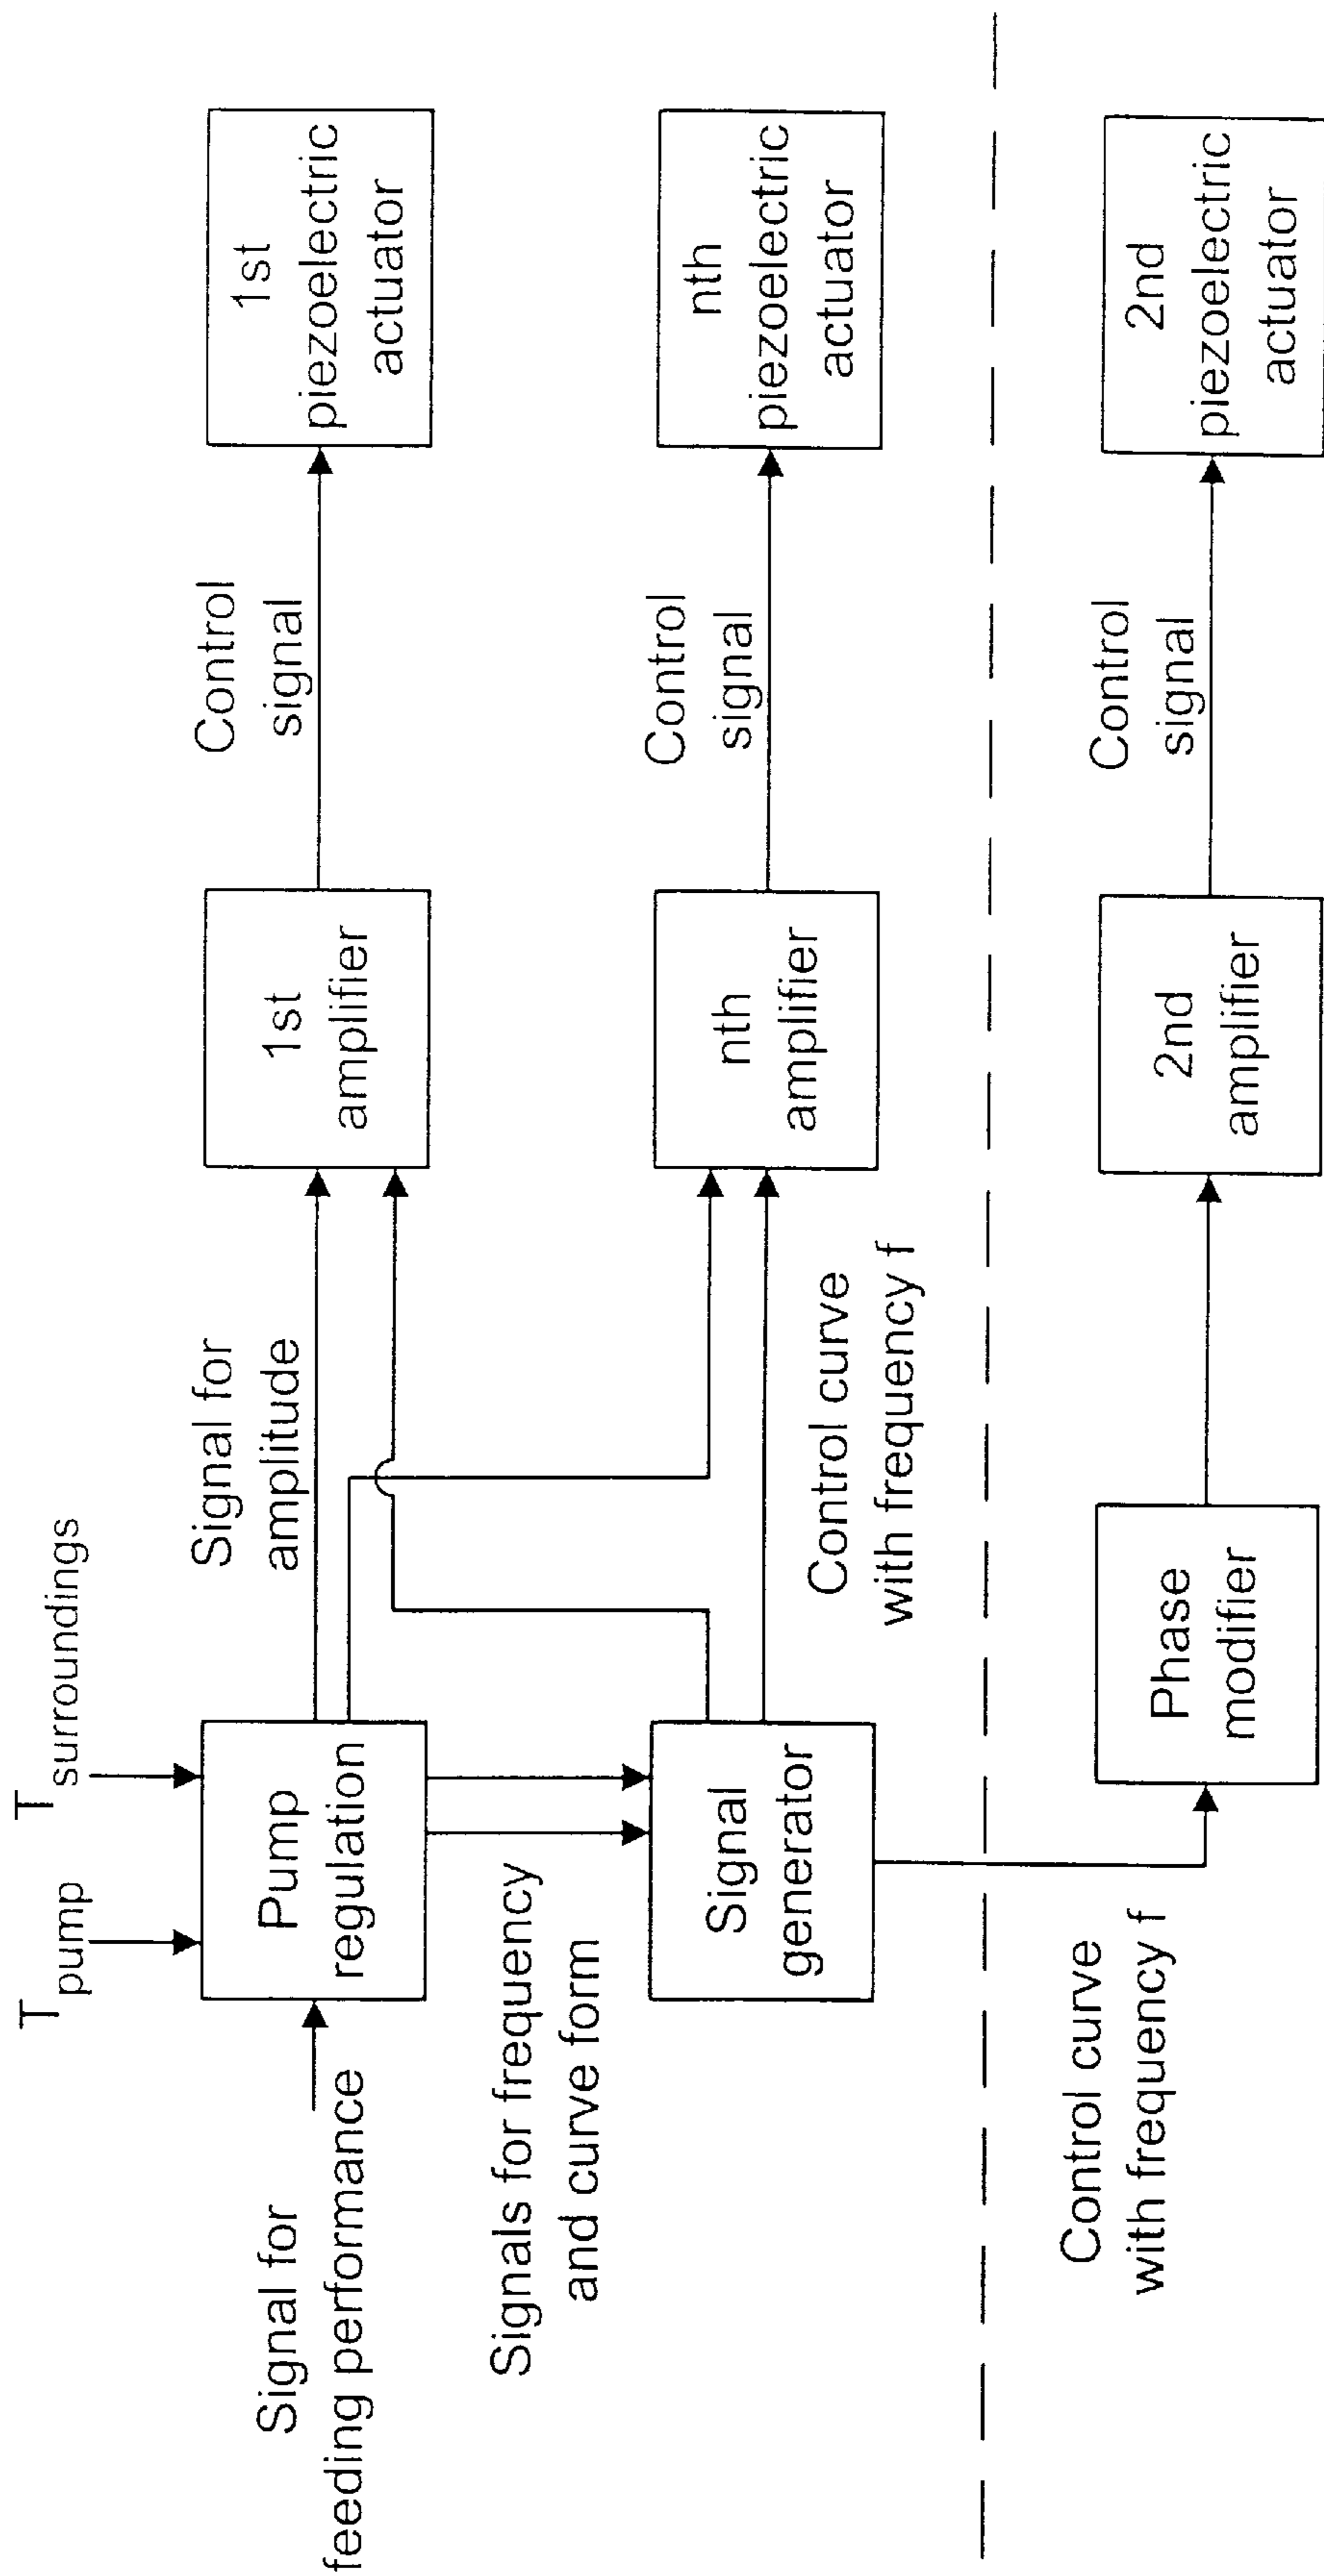 T pump
T surroundings
Signal for
feeding performance
Pump
regulation
Signal for
amplitude
1st
amplifier
Control
signal
1st
piezoelectric
actuator
Signals for frequency
and curve form
Signal
generator
Control curve
with frequency f
nth
amplifier
Control
signal
nth
piezoelectric
actuator
Control curve
with frequency f
Phase
modifier
2nd
amplifier
Control
signal
2nd
piezoelectric
actuator